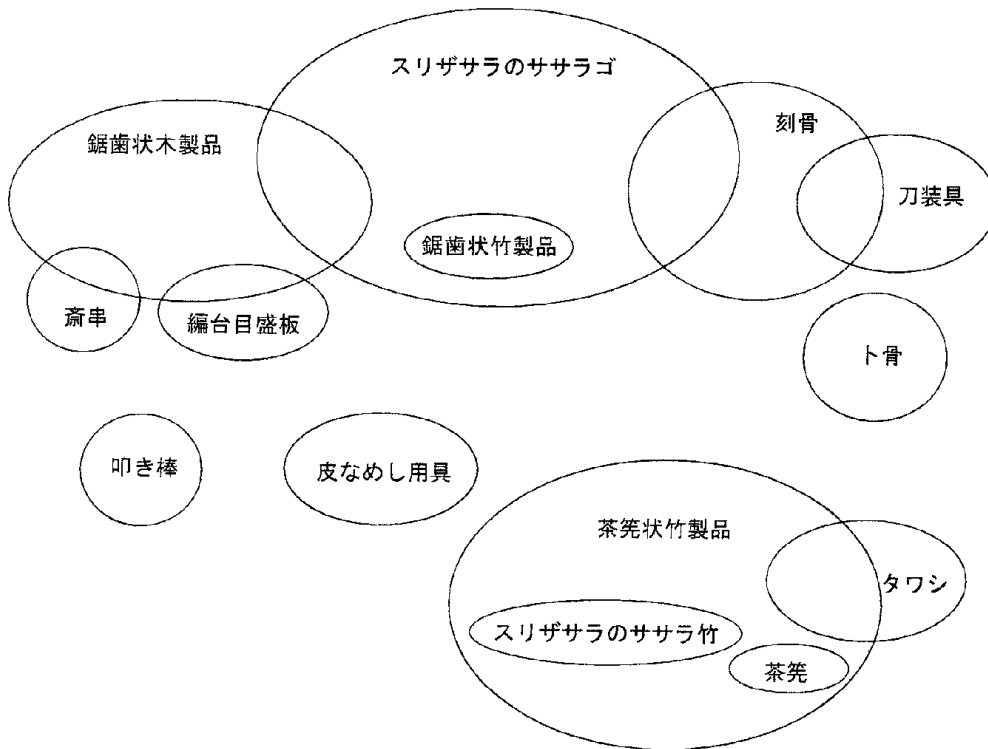 スリザサラのササラゴ
刻骨
鋸歯状木製品
刀装具
鋸歯状竹製品
斎串
編台目盛板
卜骨
叩き棒
皮なめし用具
茶筅状竹製品
タワシ
スリザサラのササラ竹
茶筅